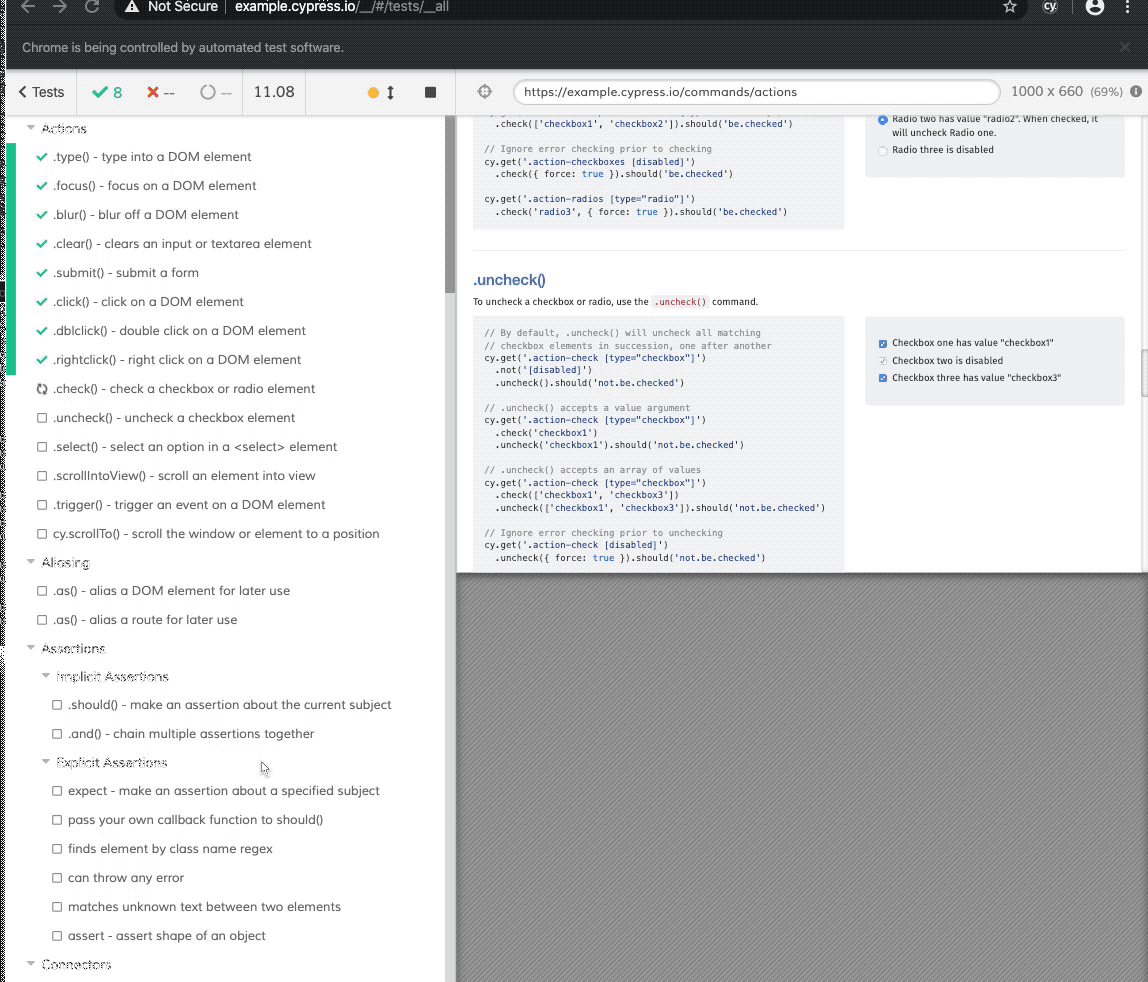 Not Secure | example.cypress.io/__/#/tests/__all
cy.
Chrome is being controlled by automated test software.
Tests 8 -- -- 11.08
https://example.cypress.io/commands/actions
1000 x 660 (69%)
Actions
.type() - type into a DOM element
.focus() - focus on a DOM element
.blur() - blur off a DOM element
.clear() - clears an input or textarea element
.submit() - submit a form
.click() - click on a DOM element
.dblclick() - double click on a DOM element
.rightclick() - right click on a DOM element
.check() - check a checkbox or radio element
.uncheck() - uncheck a checkbox element
.select() - select an option in a <select> element
.scrollIntoView() - scroll an element into view
.trigger() - trigger an event on a DOM element
cy.scrollTo() - scroll the window or element to a position
Aliasing
.as() - alias a DOM element for later use
.as() - alias a route for later use
Assertions
Implicit Assertions
.should() - make an assertion about the current subject
.and() - chain multiple assertions together
Explicit Assertions
expect - make an assertion about a specified subject
pass your own callback function to should()
finds element by class name regex
can throw any error
matches unknown text between two elements
assert - assert shape of an object
Connectors
.check(['checkbox1', 'checkbox2']).should('be.checked')
// Ignore error checking prior to checking
cy.get('.action-checkboxes [disabled]')
.check({ force: true }).should('be.checked')
cy.get('.action-radios [type="radio"]')
.check('radio3', { force: true }).should('be.checked')
Radio two has value "radio2". When checked, it
will uncheck Radio one.
Radio three is disabled
.uncheck()
To uncheck a checkbox or radio, use the .uncheck() command.
// By default, .uncheck() will uncheck all matching
// checkbox elements in succession, one after another
cy.get('.action-check [type="checkbox"]')
.not('[disabled]')
.uncheck().should('not.be.checked')
// .uncheck() accepts a value argument
cy.get('.action-check [type="checkbox"]')
.check('checkbox1')
.uncheck('checkbox1').should('not.be.checked')
// .uncheck() accepts an array of values
cy.get('.action-check [type="checkbox"]')
.check(['checkbox1', 'checkbox3'])
.uncheck(['checkbox1', 'checkbox3']).should('not.be.checked')
// Ignore error checking prior to unchecking
cy.get('.action-check [disabled]')
.uncheck({ force: true }).should('not.be.checked')
Checkbox one has value "checkbox1"
Checkbox two is disabled
Checkbox three has value "checkbox3"